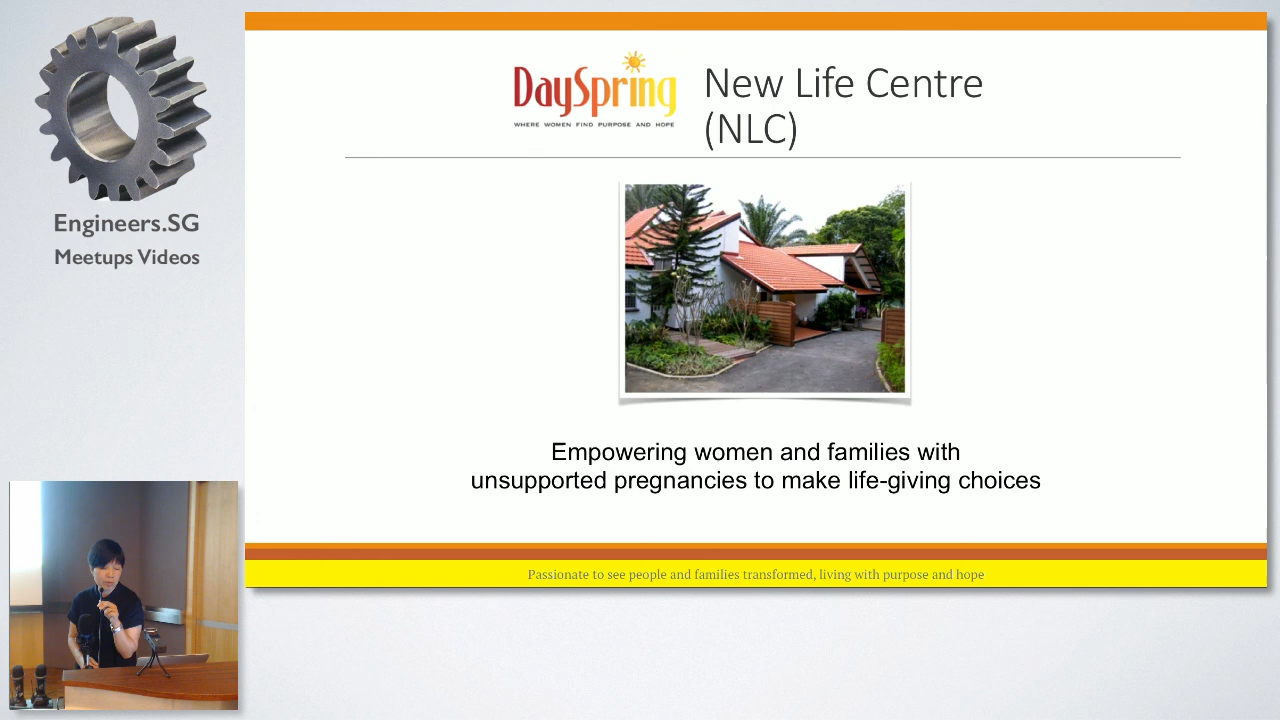 Engineers.SG
Meetups Videos
DaySpring
WHERE WOMEN FIND PURPOSE AND HOPE
New Life Centre
(NLC)
Empowering women and families with
unsupported pregnancies to make life-giving choices
Passionate to see people and families transformed, living with purpose and hope